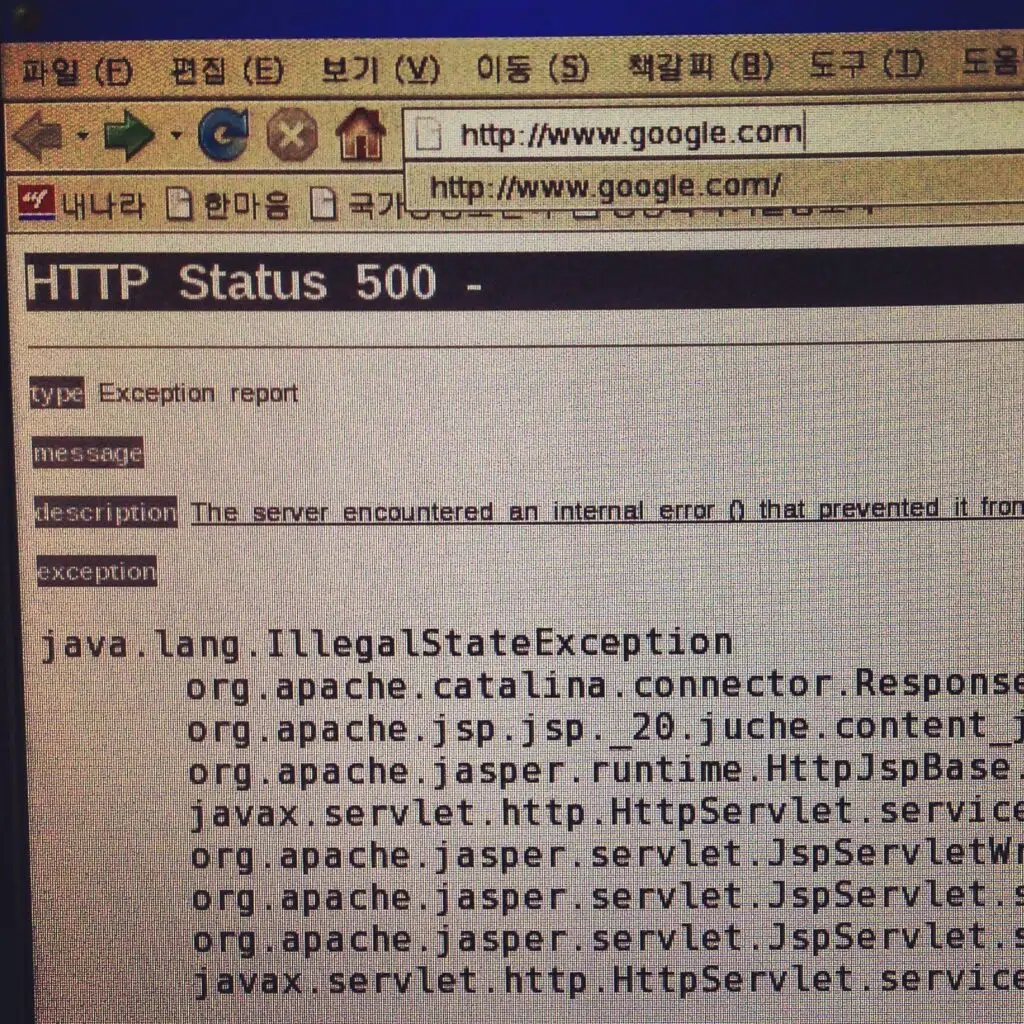 파일 (F) 편집 (E) 보기 (V) 이동 (S) 책갈피 (B) 도구 (T) 도움
http://www.google.com
http://www.google.com/
내나라 한마음 국가
HTTP Status 500 -
type Exception report
message
description The server encountered an internal error () that prevented it from
exception
java.lang.IllegalStateException
org.apache.catalina.connector.Response
org.apache.jsp.jsp._20.juche.content_j
org.apache.jasper.runtime.HttpJspBase.
javax.servlet.http.HttpServlet.service
org.apache.jasper.servlet.JspServletWr
org.apache.jasper.servlet.JspServlet.s
org.apache.jasper.servlet.JspServlet.s
javax.servlet.http.HttpServlet.service